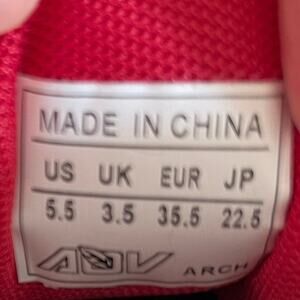 MADE IN CHINA
US UK EUR JP
5.5 3.5 35.5 22.5
ARCH